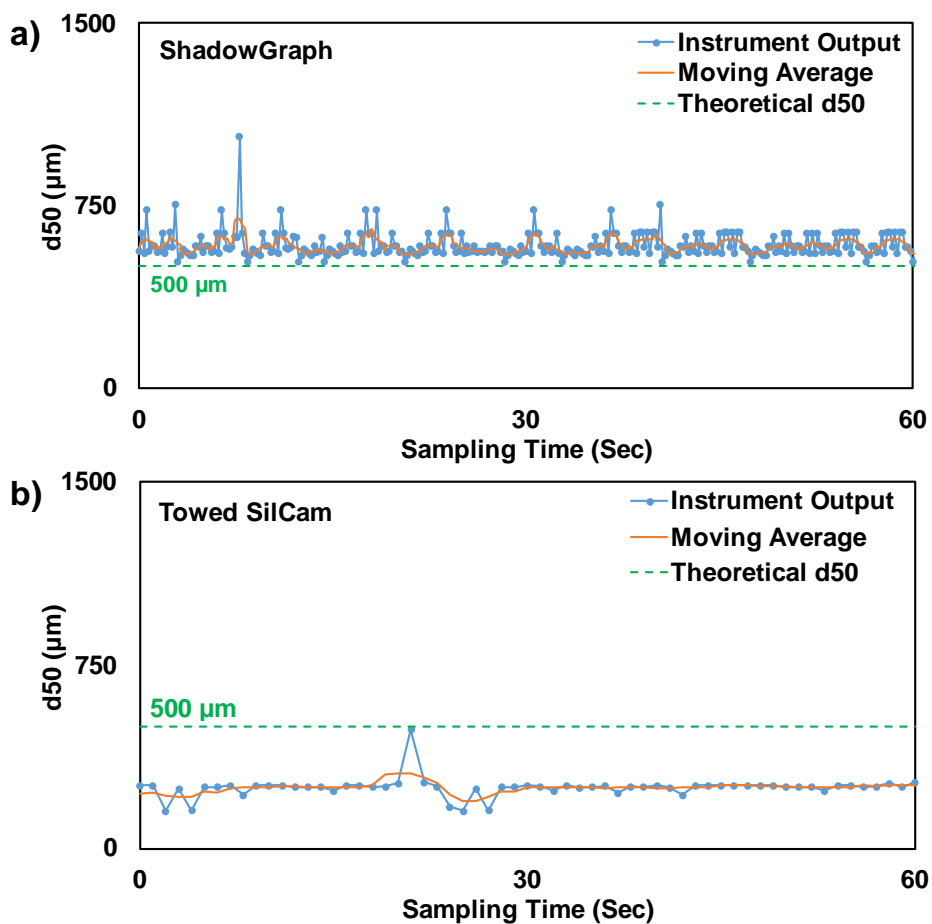 a)
1500
ShadowGraph
Instrument Output
Moving Average
Theoretical d50
d50 (µm)
750
500 µm
0
0 30 60
Sampling Time (Sec)
b)
1500
Towed SilCam
Instrument Output
Moving Average
Theoretical d50
d50 (µm)
750
500 µm
0
0 30 60
Sampling Time (Sec)